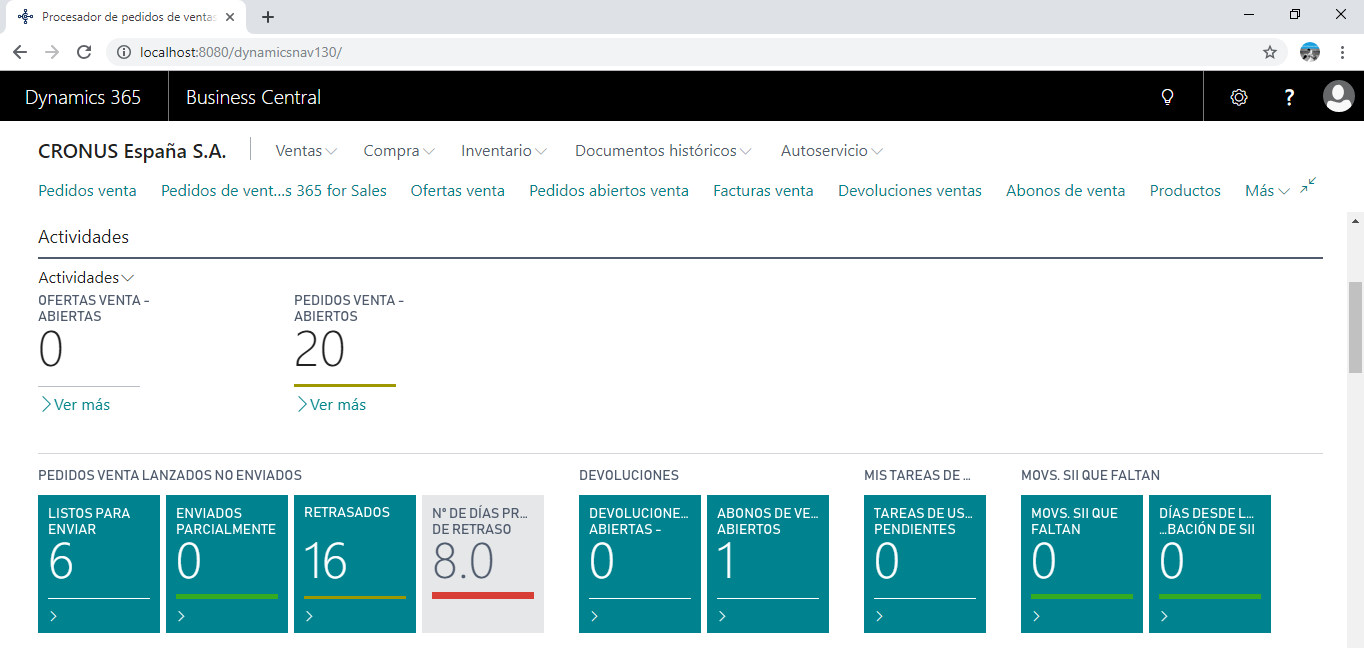 Procesador de pedidos de ventas
localhost:8080/dynamicsnav130/
Dynamics 365 Business Central
?
CRONUS España S.A. Ventas Compra Inventario Documentos históricos Autoservicio
Pedidos venta Pedidos de vent...s 365 for Sales Ofertas venta Pedidos abiertos venta Facturas venta Devoluciones ventas Abonos de venta Productos Más
Actividades
Actividades
OFERTAS VENTA -
ABIERTAS
0
Ver más
PEDIDOS VENTA -
ABIERTOS
20
Ver más
PEDIDOS VENTA LANZADOS NO ENVIADOS
LISTOS PARA
ENVIAR
6
ENVIADOS
PARCIALMENTE
0
RETRASADOS
16
Nº DE DÍAS PR...
DE RETRASO
8.0
DEVOLUCIONES
DEVOLUCIONE...
ABIERTAS -
0
ABONOS DE VE...
ABIERTOS
1
MIS TAREAS DE ...
TAREAS DE US...
PENDIENTES
0
MOVS. SII QUE FALTAN
MOVS. SII QUE
FALTAN
0
DÍAS DESDE L...
...BACIÓN DE SII
0